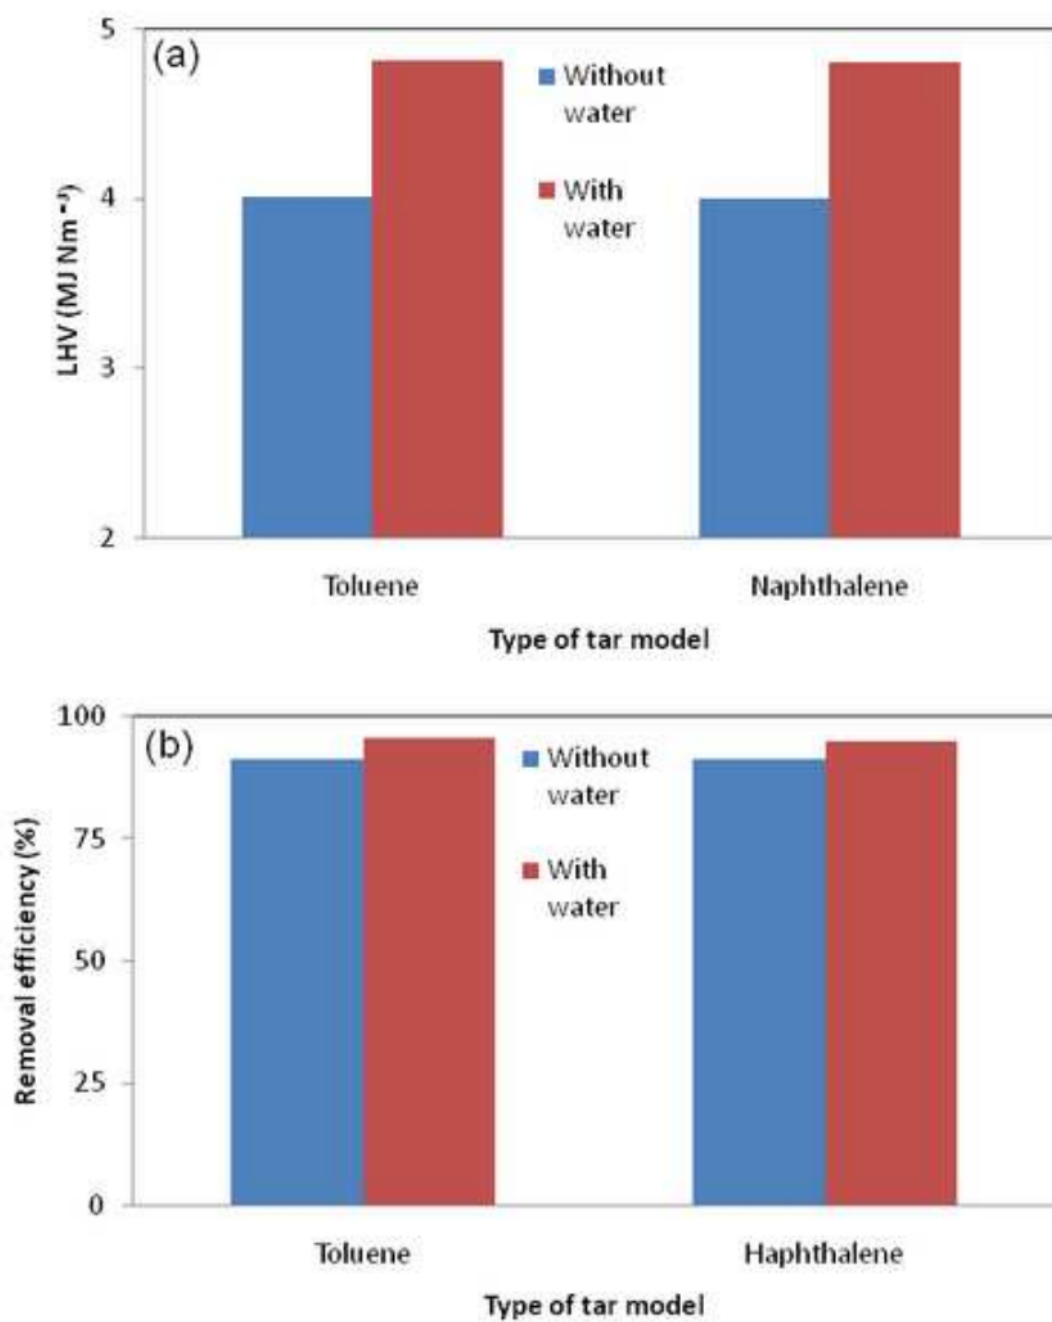 5
(a)
Without
water
4
With
water
LHV (MJ Nm⁻³)
3
2
Toluene
Naphthalene
Type of tar model
100
(b)
Without
water
75
With
water
Removal efficiency (%)
50
25
0
Toluene
Haphthalene
Type of tar model